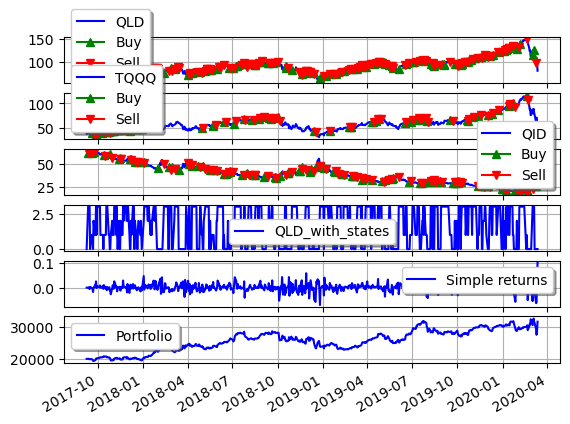 QLD
Buy
Sell
150
100
TQQQ
Buy
Sell
100
50
QID
Buy
Sell
50
25
QLD_with_states
2.5
0.0
Simple returns
0.1
0.0
Portfolio
30000
20000
2017-10 2018-01 2018-04 2018-07 2018-10 2019-01 2019-04 2019-07 2019-10 2020-01 2020-04